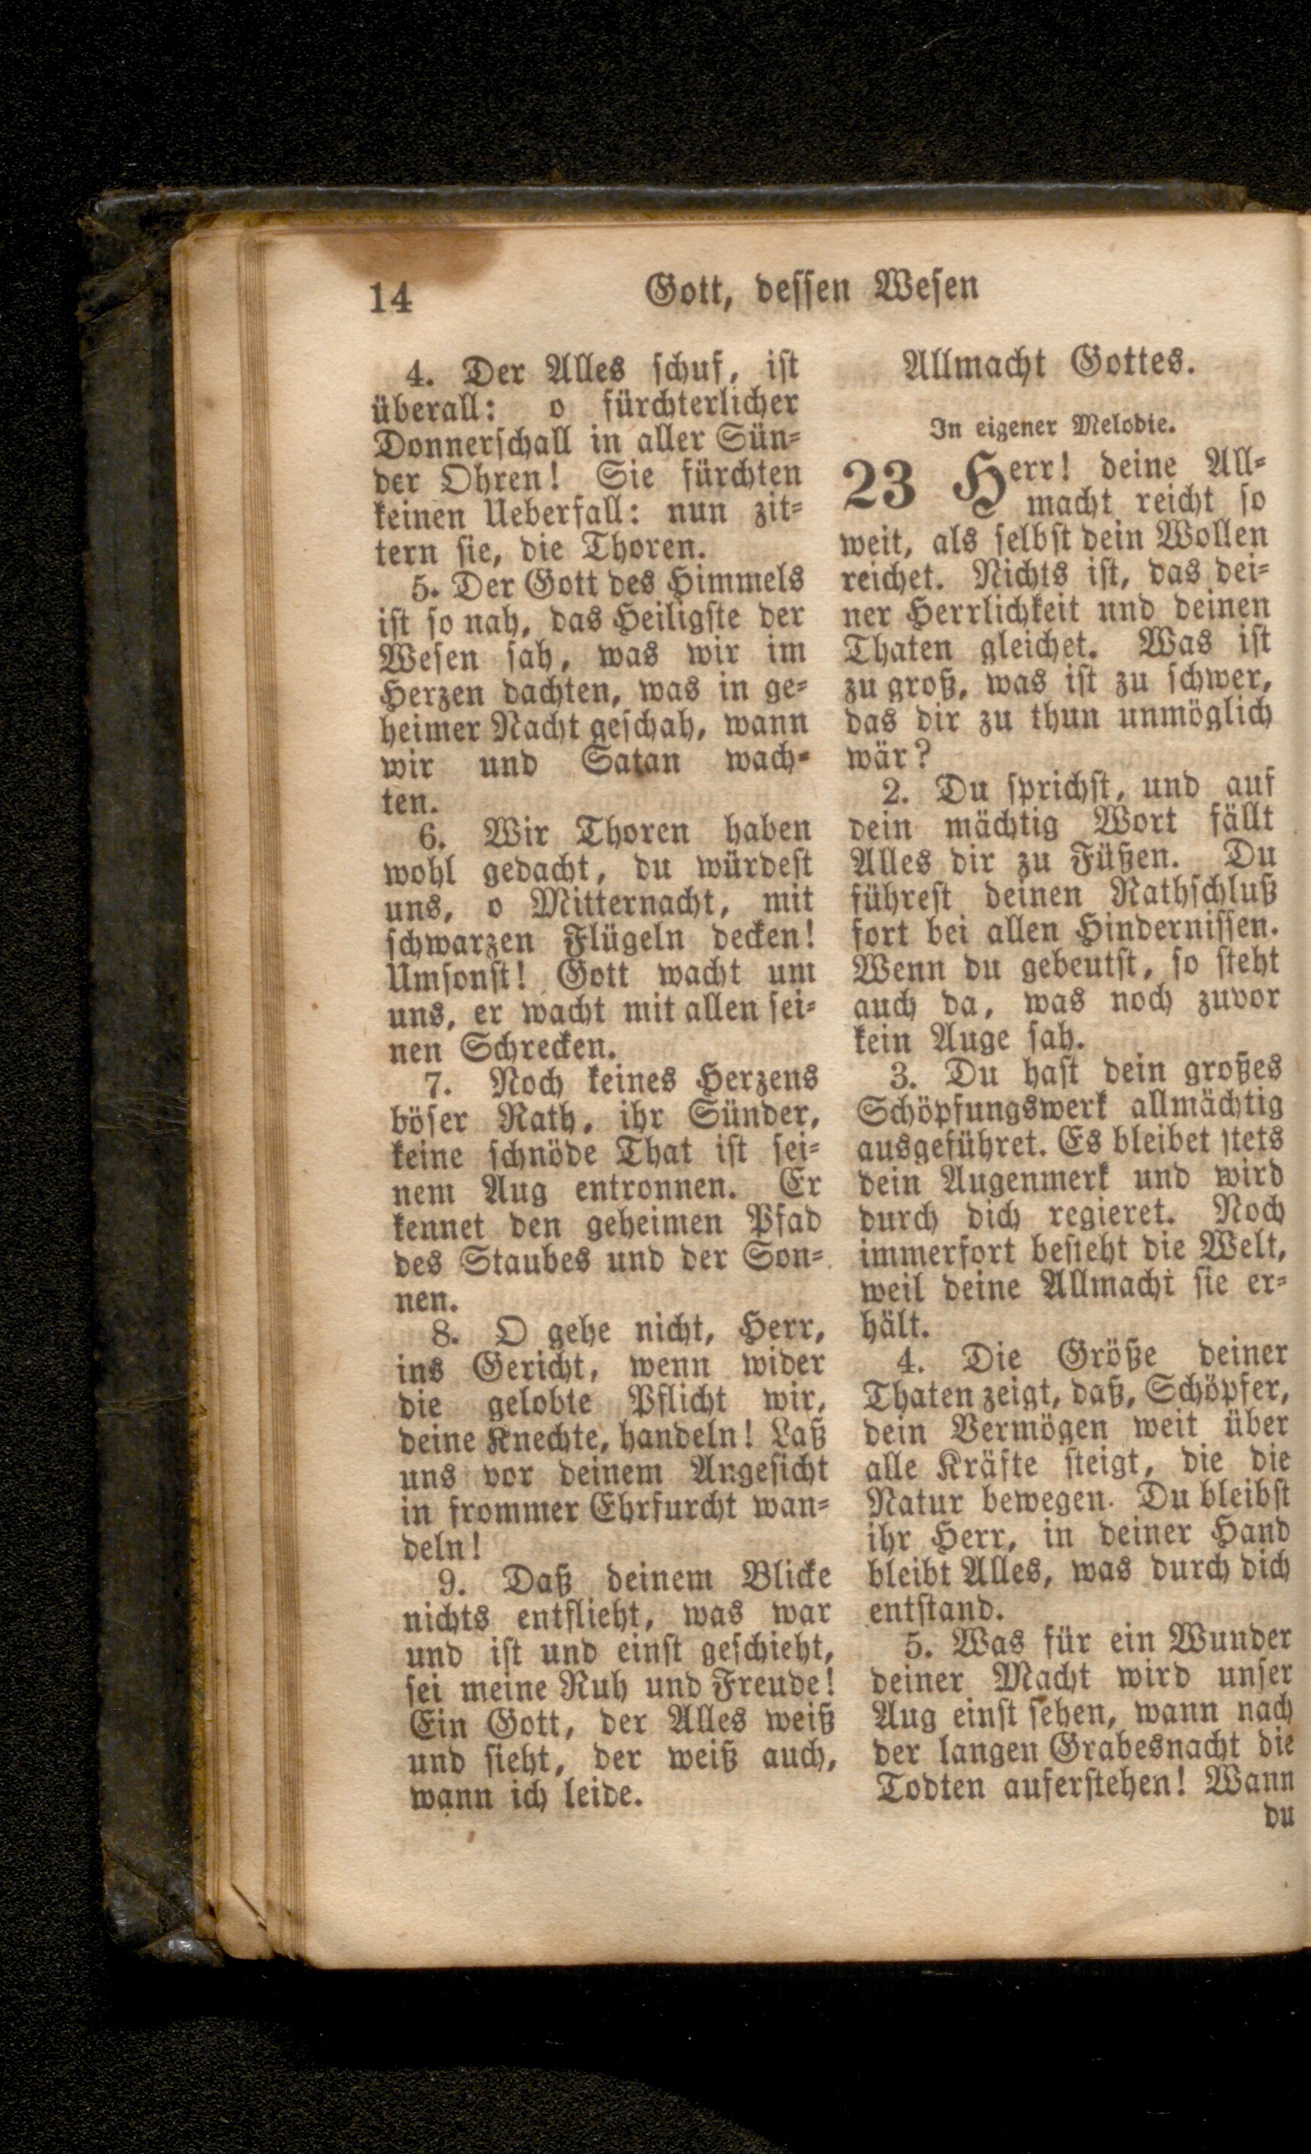 14
Gott, dessen Wesen
4. Der Alles schuf, ist
überall: o fürchterlicher
Donnerschall in aller Sün-
der Ohren! Sie fürchten
keinen Ueberfall: nun zit-
tern sie, die Thoren.
5. Der Gott des Himmels
ist so nah, das Heiligste der
Wesen sah, was wir im
Herzen dachten, was in ge-
heimer Nacht geschah, wann
wir und Satan wach-
ten.
6. Wir Thoren haben
wohl gedacht, du würdest
uns, o Mitternacht, mit
schwarzen Flügeln decken!
Umsonst! Gott wacht um
uns, er wacht mit allen sei-
nen Schrecken.
7. Noch keines Herzens
böser Rath, ihr Sünder,
keine schnöde That ist sei-
nem Aug entronnen. Er
kennet den geheimen Pfad
des Staubes und der Son-
nen.
8. O gehe nicht, Herr,
ins Gericht, wenn wider
die gelobte Pflicht wir,
deine Knechte, handeln! Laß
uns vor deinem Angesicht
in frommer Ehrfurcht wan-
deln!
9. Daß deinem Blicke
nichts entflieht, was war
und ist und einst geschieht,
sei meine Ruh und Freude!
Ein Gott, der Alles weiß
und sieht, der weiß auch,
wann ich leide.
Allmacht Gottes.
In eigener Melodie.
23 Herr! deine All-
macht reicht so
weit, als selbst dein Wollen
reichet. Nichts ist, das dei-
ner Herrlichkeit und deinen
Thaten gleichet. Was ist
zu groß, was ist zu schwer,
das dir zu thun unmöglich
wär?
2. Du sprichst, und auf
dein mächtig Wort fällt
Alles dir zu Füßen. Du
führest deinen Rathschluß
fort bei allen Hindernissen.
Wenn du gebeutst, so steht
auch da, was noch zuvor
kein Auge sah.
3. Du hast dein großes
Schöpfungswerk allmächtig
ausgeführet. Es bleibet stets
dein Augenmerk und wird
durch dich regieret. Noch
immerfort besteht die Welt,
weil deine Allmacht sie er-
hält.
4. Die Größe deiner
Thaten zeigt, daß, Schöpfer,
dein Vermögen weit über
alle Kräfte steigt, die die
Natur bewegen. Du bleibst
ihr Herr, in deiner Hand
bleibt Alles, was durch dich
entstand.
5. Was für ein Wunder
deiner Macht wird unser
Aug einst sehen, wann nach
der langen Grabesnacht die
Todten auferstehen! Wann
du